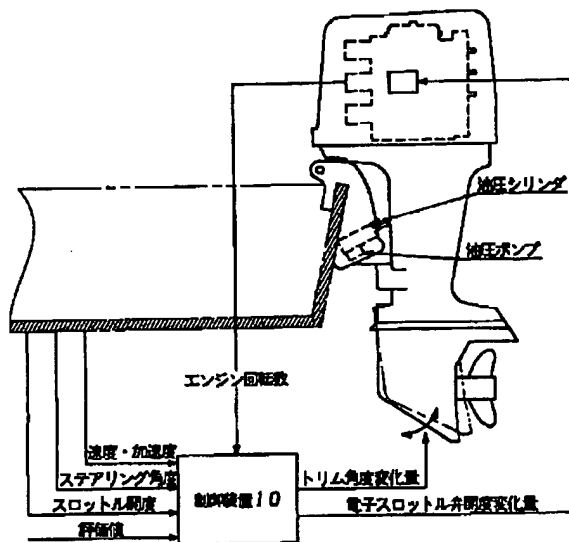 油圧シリンダ
油圧ポンプ
エンジン回転数
速度・加速度
ステアリング角度
スロットル開度
評価値
制御装置10
トリム角度変化量
電子スロットル弁開度変化量